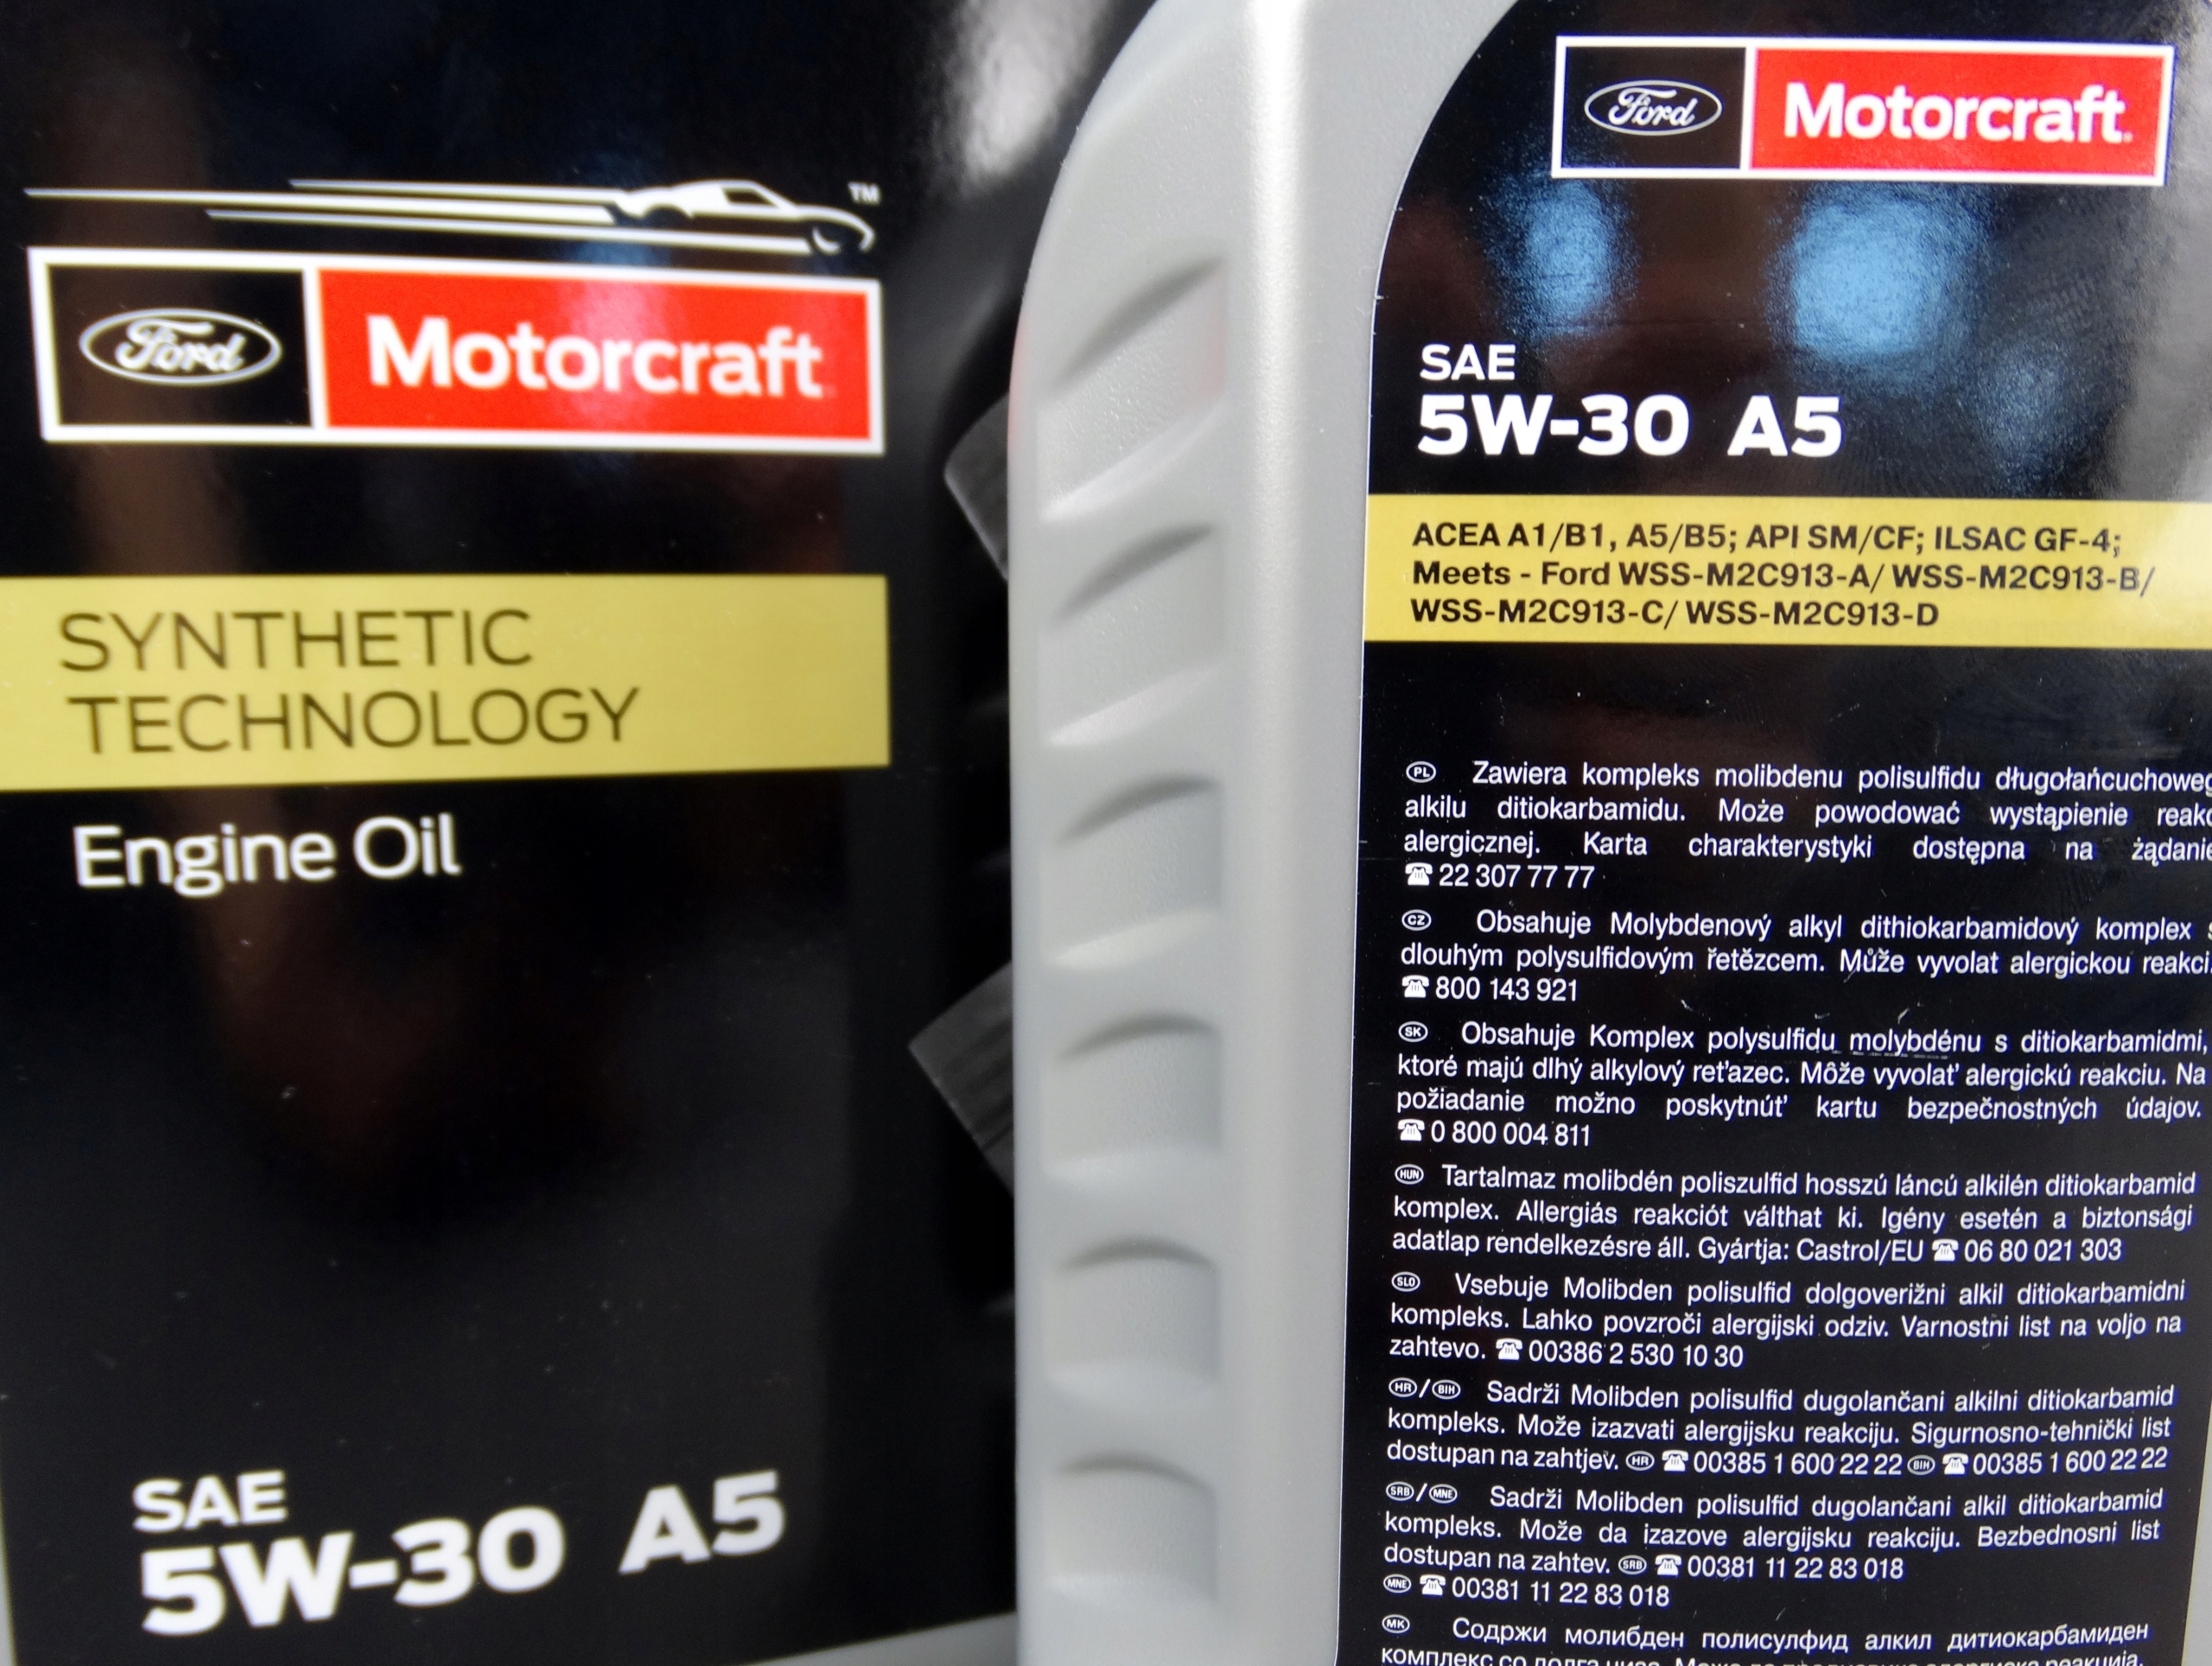 TM
Ford Motorcraft
SYNTHETIC
TECHNOLOGY
Engine Oil
SAE
5W-30 A5
Ford Motorcraft
SAE
5W-30 A5
ACEA A1/B1, A5/B5; API SM/CF; ILSAC GF-4;
Meets - Ford WSS-M2C913-A/ WSS-M2C913-B/
WSS-M2C913-C/ WSS-M2C913-D
PL Zawiera kompleks molibdenu polisulfidu
alkilu ditiokarbamidu. Może powodować wystąpienie
alergicznej. Karta charakterystyki dostępna na
22 307 77 77
CZ Obsahuje Molybdenový alkyl dithiokarbamidový komplex
dlouhým polysulfidovým řetězcem. Může vyvolat alergickou reakci.
800 143 921
SK Obsahuje Komplex polysulfidu molybdénu s ditiokarbamidmi,
ktoré majú dlhý alkylový reťazec. Môže vyvolať alergickú reakciu. Na
požiadanie možno poskytnúť kartu bezpečnostných údajov.
0 800 004 811
HUN Tartalmaz molibdén poliszulfid hosszú láncú alkilén ditiokarbamid
komplex. Allergiás reakciót válthat ki. Igény esetén a biztonsági
adatlap rendelkezésre áll. Gyártja: Castrol/EU 06 80 021 303
SLO Vsebuje Molibden polisulfid dolgoverižni alkil ditiokarbamidni
kompleks. Lahko povzroči alergijski odziv. Varnostni list na voljo na
zahtevo. 00386 2 530 10 30
HR/BIH Sadrži Molibden polisulfid dugolančani alkilni ditiokarbamid
kompleks. Može izazvati alergijsku reakciju. Sigurnosno-tehnički list
dostupan na zahtjev. HR 00385 1 600 22 22 BIH 00385 1 600 22 22
SRB/MNE Sadrži Molibden polisulfid dugolančani alkil ditiokarbamid
kompleks. Može da izazove alergijsku reakciju. Bezbednosni list
dostupan na zahtev. SRB 00381 11 22 83 018
MNE 00381 11 22 83 018
MK Содржи молибден полисулфид алкил дитиокарбамиден